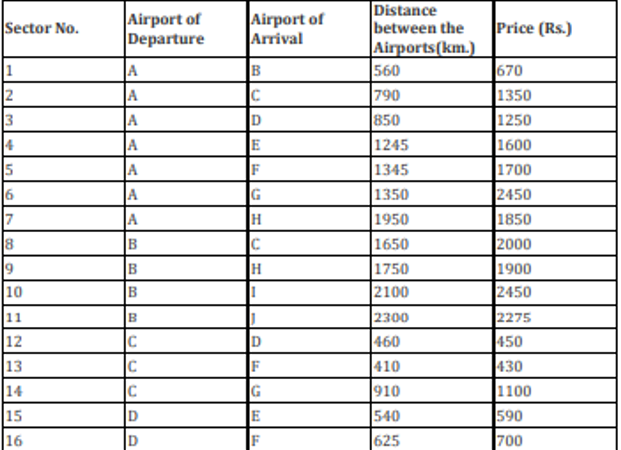 Sector No. Airport of Departure Airport of Arrival Distance between the Airports(km.) Price (Rs.)
1 A B 560 670
2 A C 790 1350
3 A D 850 1250
4 A E 1245 1600
5 A F 1345 1700
6 A G 1350 2450
7 A H 1950 1850
8 B C 1650 2000
9 B H 1750 1900
10 B I 2100 2450
11 B J 2300 2275
12 C D 460 450
13 C F 410 430
14 C G 910 1100
15 D E 540 590
16 D F 625 700